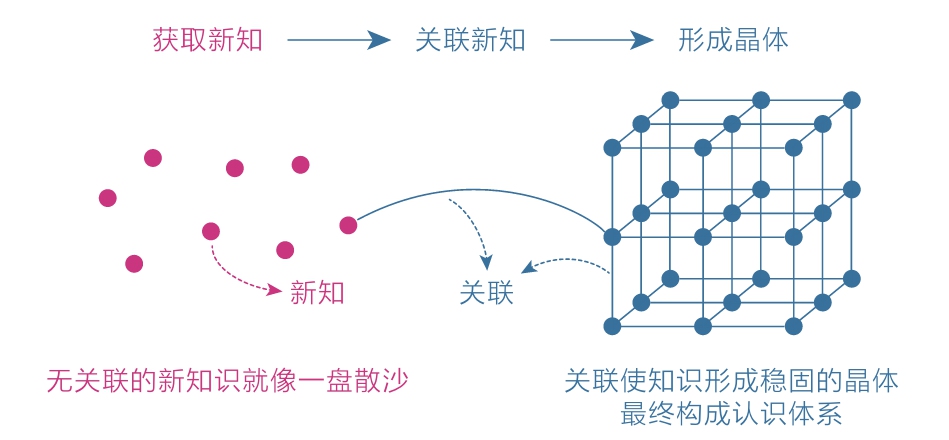 获取新知
关联新知
形成晶体
新知
关联
无关联的新知识就像一盘散沙
关联使知识形成稳固的晶体
最终构成认识体系